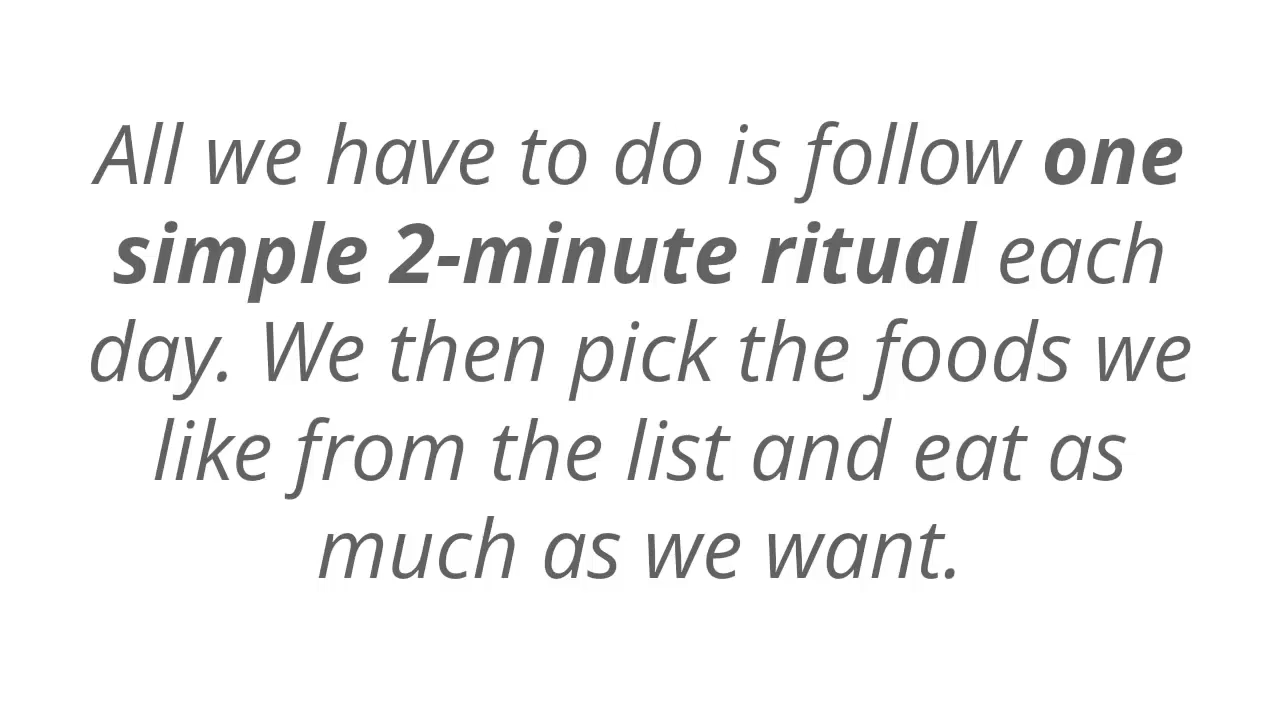 All we have to do is follow one
simple 2-minute ritual each
day. We then pick the foods we
like from the list and eat as
much as we want.